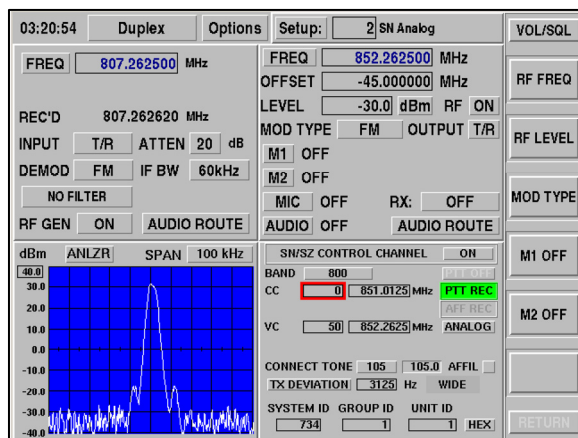 03:20:54 Duplex Options Setup: 2 SN Analog
VOL/SQL
FREQ 807.262500 MHz
REC'D 807.262620 MHz
INPUT T/R ATTEN 20 dB
DEMOD FM IF BW 60kHz
NO FILTER
RF GEN ON AUDIO ROUTE
FREQ 852.262500 MHz
OFFSET -45.000000 MHz
LEVEL -30.0 dBm RF ON
MOD TYPE FM OUTPUT T/R
M1 OFF
M2 OFF
MIC OFF RX: OFF
AUDIO OFF AUDIO ROUTE
RF FREQ
RF LEVEL
MOD TYPE
M1 OFF
M2 OFF
RETURN
dBm ANLZR SPAN 100 kHz
40.0
30.0
20.0
10.0
0.0
-10.0
-20.0
-30.0
-40.0
SN/SZ CONTROL CHANNEL ON
BAND 800 PTT OFF
CC 0 851.0125 MHz PTT REC
AFF REC
VC 50 852.2625 MHz ANALOG
CONNECT TONE 105 105.0 AFFIL
TX DEVIATION 3125 Hz WIDE
SYSTEM ID GROUP ID UNIT ID
734 1 1 HEX